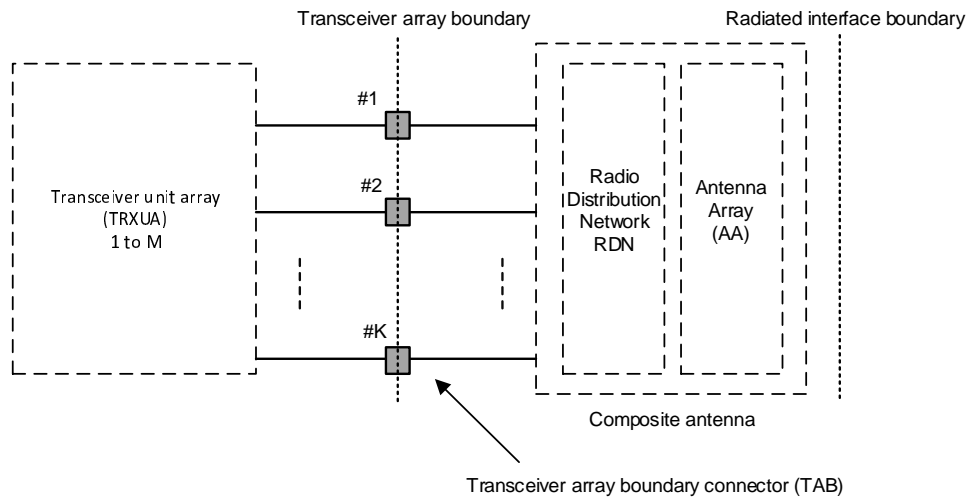 Transceiver array boundary
Radiated interface boundary
#1
#2
#K
Transceiver unit array
(TRXUA)
1 to M
Radio
Distribution
Network
RDN
Antenna
Array
(AA)
Composite antenna
Transceiver array boundary connector (TAB)